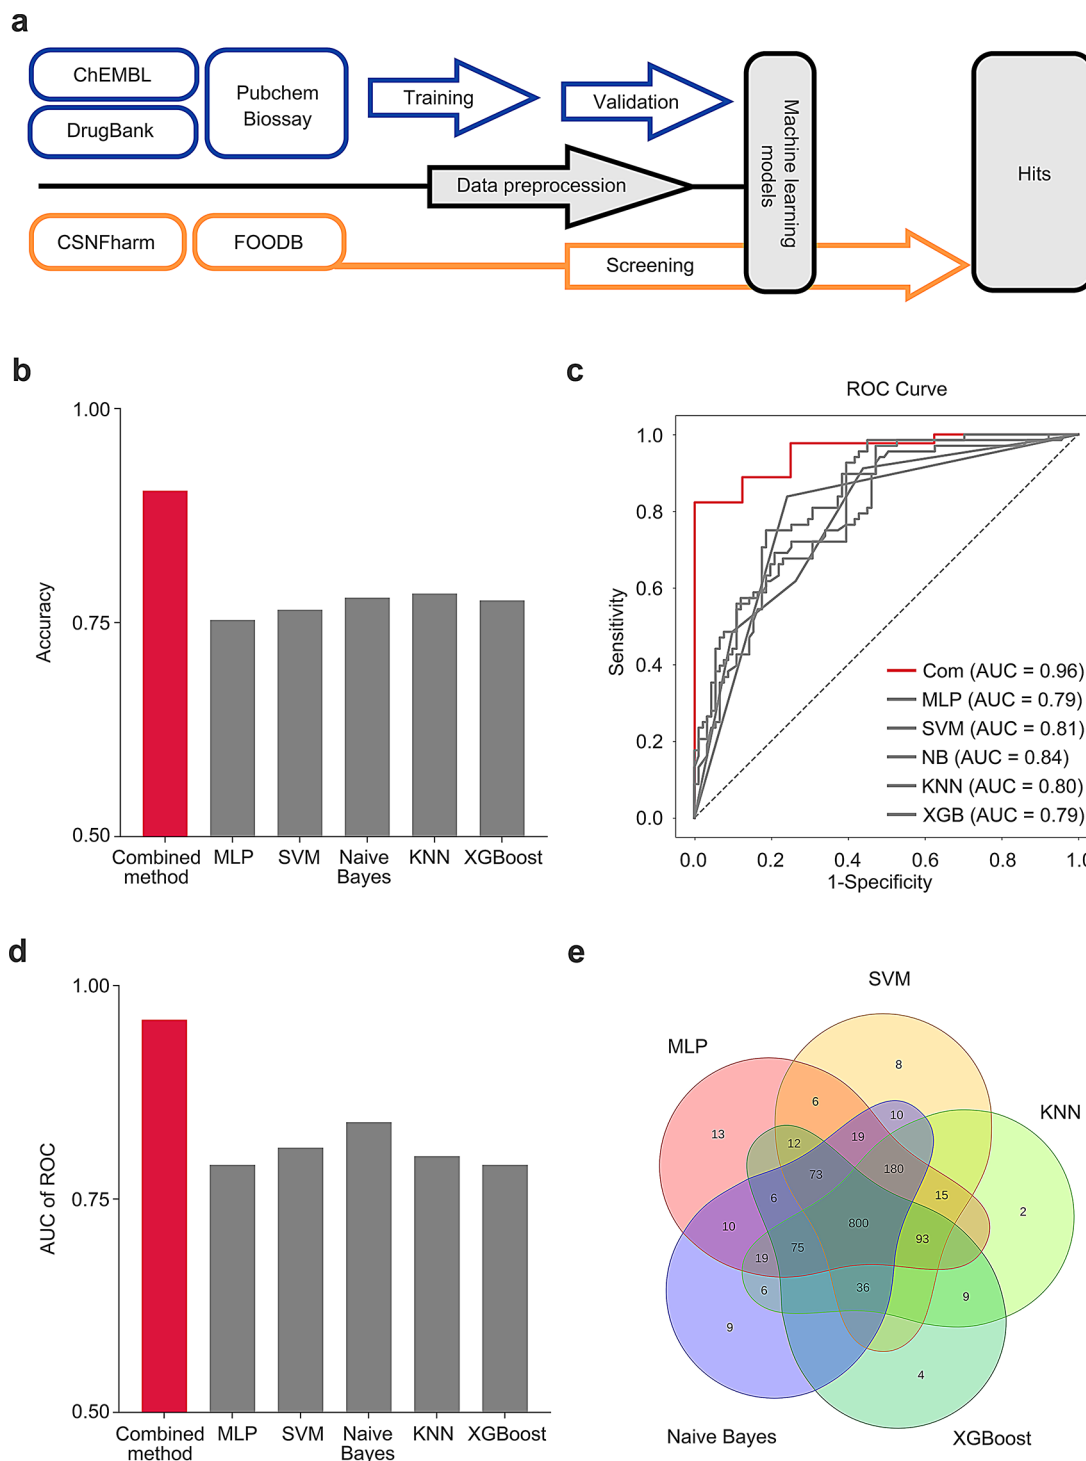 a
ChEMBL
DrugBank
Pubchem
Biossay
Training
Validation
Data preprocession
Machine learning
models
Hits
CSNFharm
FOODB
Screening
b
1.00
0.75
0.50
Accuracy
Combined
method
MLP
SVM
Naive
Bayes
KNN
XGBoost
c
ROC Curve
1.0
0.8
0.6
0.4
0.2
0.0
Sensitivity
Com (AUC = 0.96)
MLP (AUC = 0.79)
SVM (AUC = 0.81)
NB (AUC = 0.84)
KNN (AUC = 0.80)
XGB (AUC = 0.79)
0.0 0.2 0.4 0.6 0.8 1.0
1-Specificity
d
1.00
0.75
0.50
AUC of ROC
Combined
method
MLP
SVM
Naive
Bayes
KNN
XGBoost
e
SVM
MLP
KNN
Naive Bayes
XGBoost
8
6
10
13
12
19
73
180
6
15
2
10
800
93
19
75
6
36
9
9
4